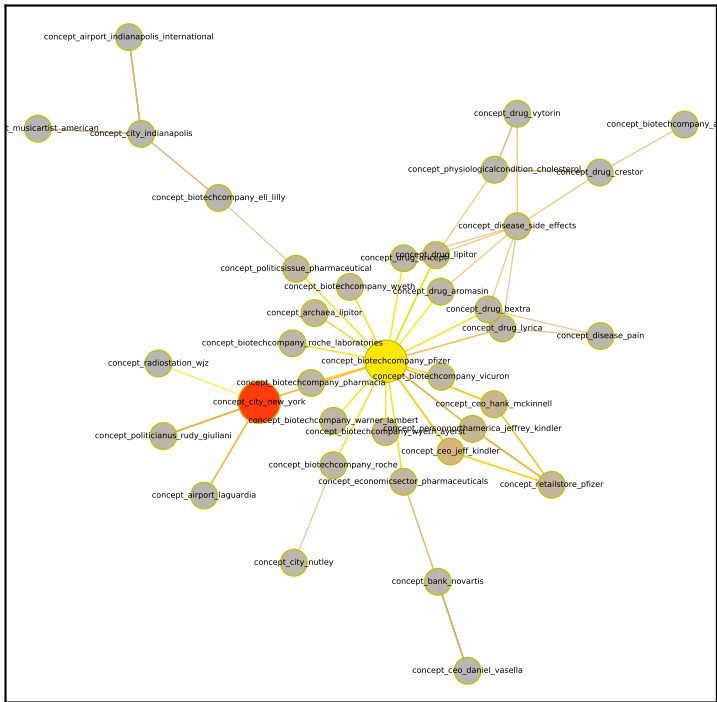 concept_airport_indianapolis_international
t_musicartist_american
concept_city_indianapolis
concept_drug_vytorin
concept_biotechcompany_a
concept_physiologicalcondition_cholesterol
concept_drug_crestor
concept_biotechcompany_eli_lilly
concept_disease_side_effects
concept_drug_lipitor
concept_politicsissue_pharmaceutical
concept_biotechcompany_wyeth
concept_drug_aromasin
concept_archaea_lipitor
concept_drug_bextra
concept_drug_lyrica
concept_disease_pain
concept_biotechcompany_roche_laboratories
concept_radiostation_wjz
concept_biotechcompany_pfizer
concept_biotechcompany_vicuron
concept_biotechcompany_pharmacia
concept_city_new_york
concept_ceo_hank_mckinnell
concept_biotechcompany_warner_lambert
concept_biotechcompany_wyeth_ayerst
concept_personnorthamerica_jeffrey_kindler
concept_politicianus_rudy_giuliani
concept_ceo_jeff_kindler
concept_biotechcompany_roche
concept_economicsector_pharmaceuticals
concept_retailstore_pfizer
concept_airport_laguardia
concept_city_nutley
concept_bank_novartis
concept_ceo_daniel_vasella